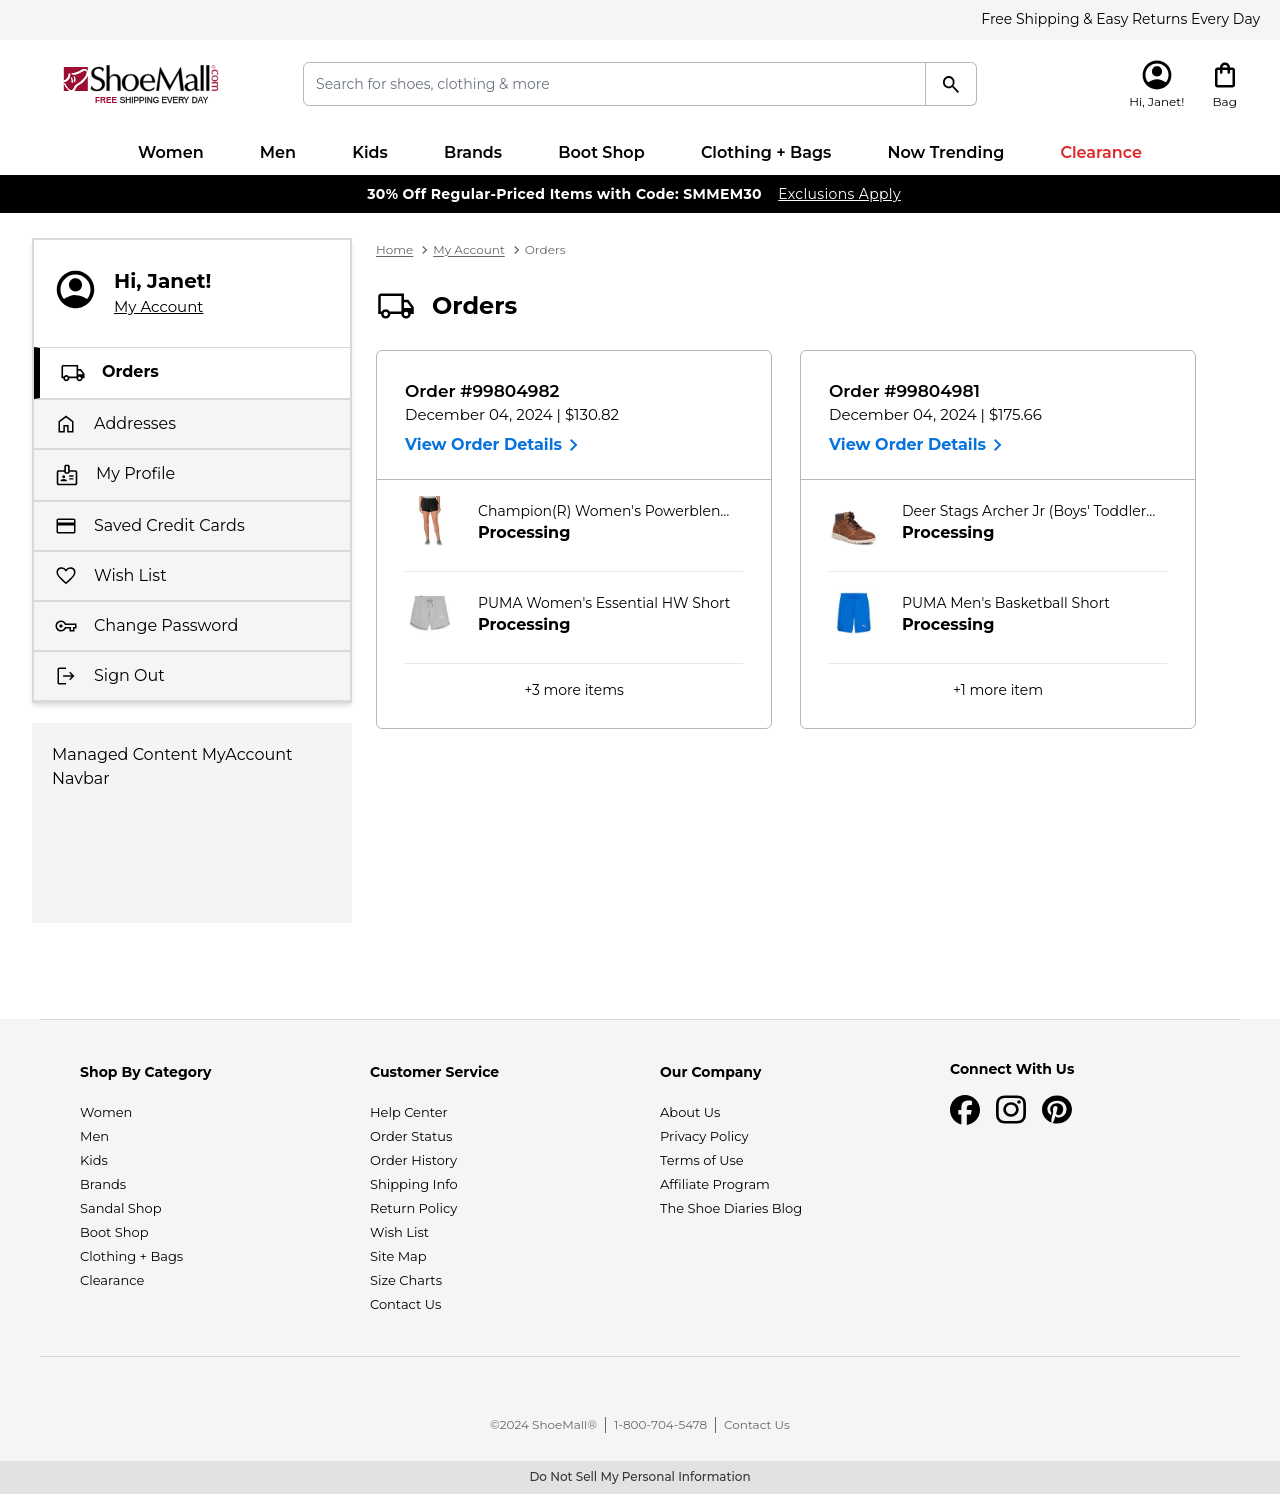 Free Shipping & Easy Returns Every Day
ShoeMall.com
FREE SHIPPING EVERY DAY
Search for shoes, clothing & more
Hi, Janet!
Bag
Women
Men
Kids
Brands
Boot Shop
Clothing + Bags
Now Trending
Clearance
30% Off Regular-Priced Items with Code: SMMEM30 Exclusions Apply
Hi, Janet!
My Account
Orders
Addresses
My Profile
Saved Credit Cards
Wish List
Change Password
Sign Out
Managed Content MyAccount
Navbar
Home > My Account > Orders
Orders
Order #99804982
December 04, 2024 | $130.82
View Order Details
Champion(R) Women's Powerblen...
Processing
PUMA Women's Essential HW Short
Processing
+3 more items
Order #99804981
December 04, 2024 | $175.66
View Order Details
Deer Stags Archer Jr (Boys' Toddler...
Processing
PUMA Men's Basketball Short
Processing
+1 more item
Shop By Category
Women
Men
Kids
Brands
Sandal Shop
Boot Shop
Clothing + Bags
Clearance
Customer Service
Help Center
Order Status
Order History
Shipping Info
Return Policy
Wish List
Site Map
Size Charts
Contact Us
Our Company
About Us
Privacy Policy
Terms of Use
Affiliate Program
The Shoe Diaries Blog
Connect With Us
©2024 ShoeMall® | 1-800-704-5478 | Contact Us
Do Not Sell My Personal Information